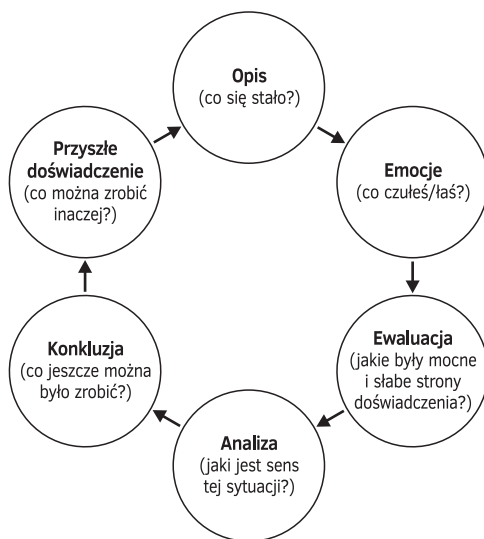 Opis
(co się stało?)
Emocje
(co czułeś/łaś?)
Ewaluacja
(jakie były mocne
i słabe strony
doświadczenia?)
Analiza
(jaki jest sens
tej sytuacji?)
Konkluzja
(co jeszcze można
było zrobić?)
Przyszłe
doświadczenie
(co można zrobić
inaczej?)